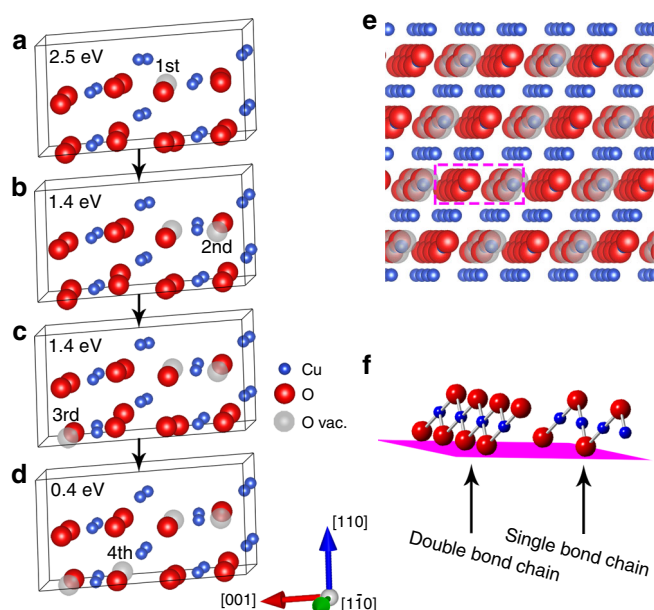 a
2.5 eV
1st
b
1.4 eV
2nd
c
1.4 eV
3rd
d
0.4 eV
4th
Cu
O
O vac.
[110]
[001]
[11̄0]
e
f
Double bond
chain
Single bond chain